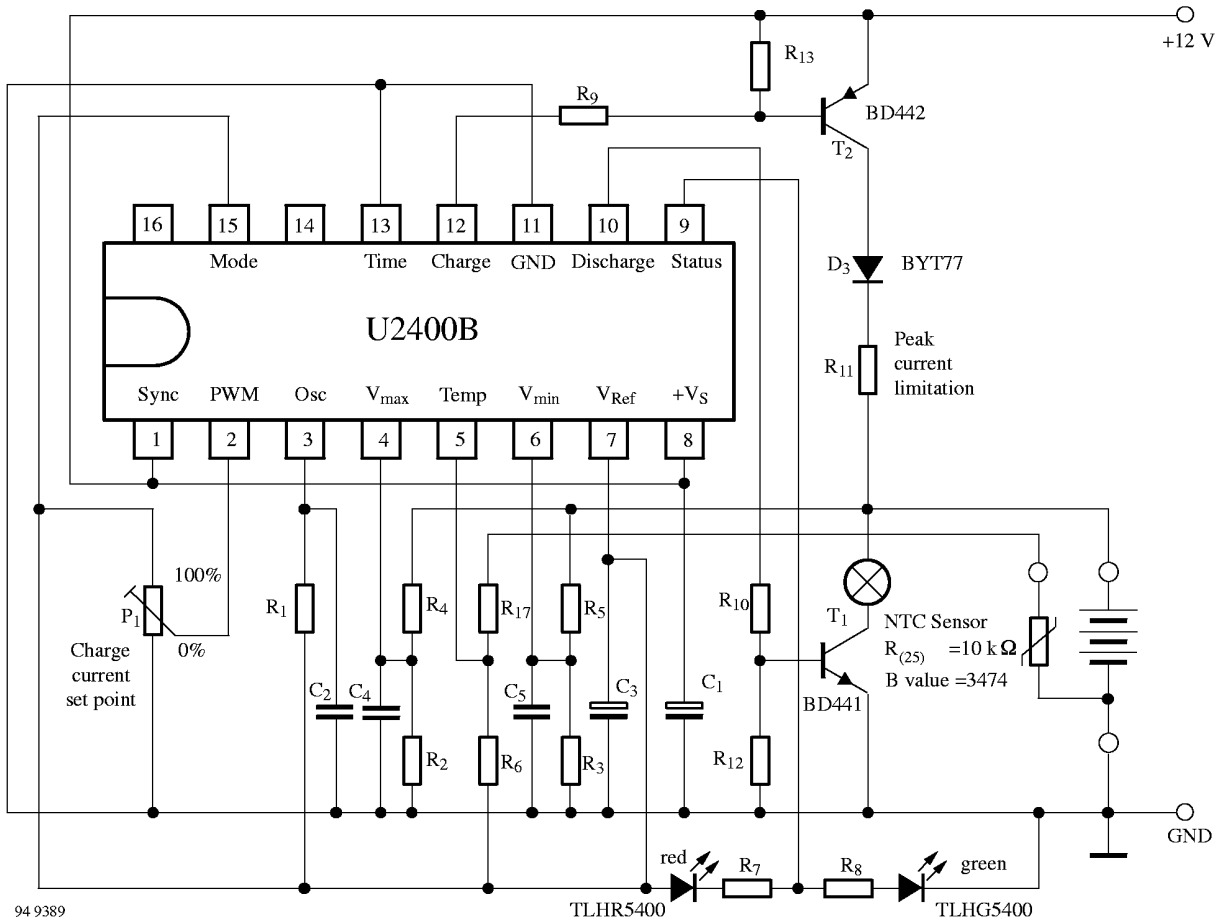 +12 V
R13
R9
BD442
T2
16 15 14 13 12 11 10 9
Mode Time Charge GND Discharge Status
D3 BYT77
U2400B
Peak
current
limitation
R11
Sync PWM Osc Vmax Temp Vmin VRef +VS
1 2 3 4 5 6 7 8
100%
P1
0%
Charge
current
set point
R1
R4
R17
R5
R10
T1
NTC Sensor
R(25) =10 k Ω
B value =3474
BD441
C2
C4
C5
C3
C1
R2
R6
R3
R12
GND
red
R7
R8
green
TLHR5400
TLHG5400
94 9389